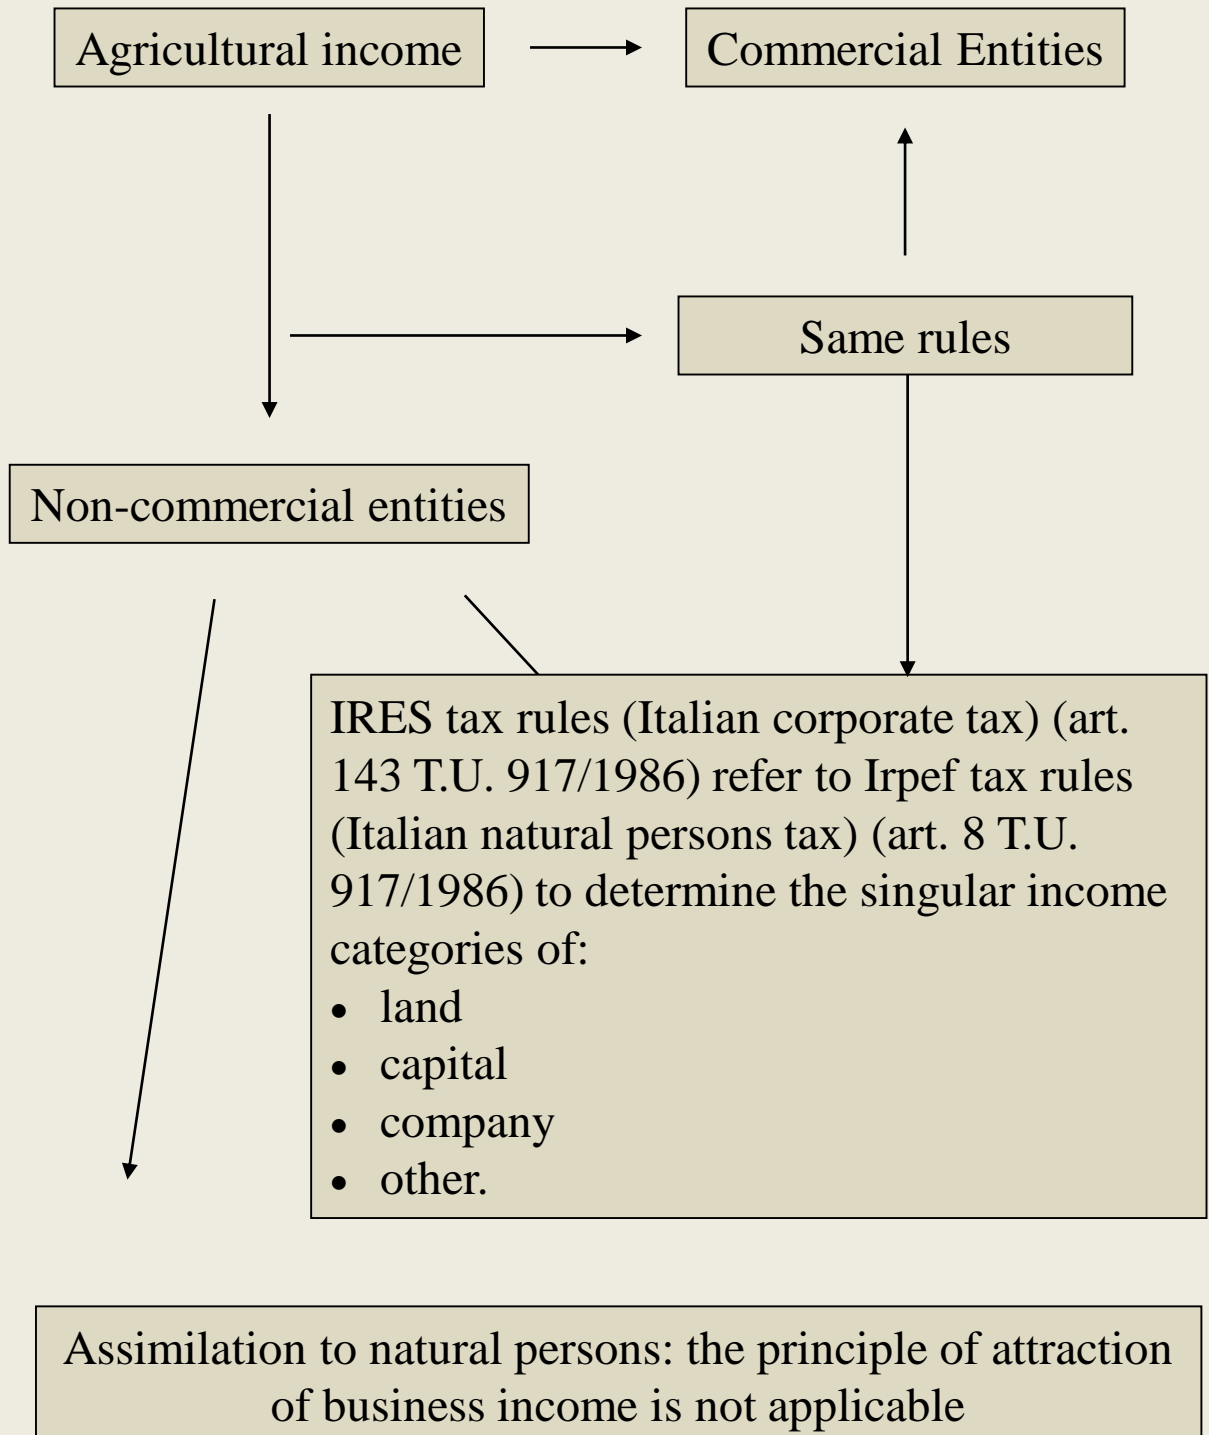 Agricultural income
Commercial Entities
Same rules
Non-commercial entities
IRES tax rules (Italian corporate tax) (art.
143 T.U. 917/1986) refer to Irpef tax rules
(Italian natural persons tax) (art. 8 T.U.
917/1986) to determine the singular income
categories of:
• land
• capital
• company
• other.
Assimilation to natural persons: the principle of attraction
of business income is not applicable